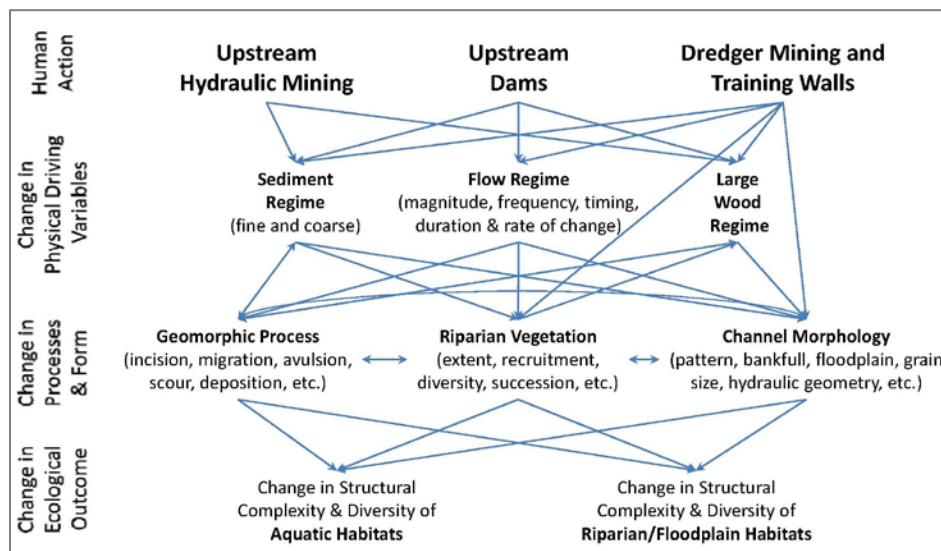 Human
Action
Upstream
Hydraulic Mining
Upstream
Dams
Dredger Mining and
Training Walls
Change in
Physical Driving
Variables
Sediment
Regime
(fine and coarse)
Flow Regime
(magnitude, frequency, timing,
duration & rate of change)
Large
Wood
Regime
Change in
Processes
& Form
Geomorphic Process
(incision, migration, avulsion,
scour, deposition, etc.)
Riparian Vegetation
(extent, recruitment,
diversity, succession, etc.)
Channel Morphology
(pattern, bankfull, floodplain, grain
size, hydraulic geometry, etc.)
Change in
Ecological
Outcome
Change in Structural
Complexity & Diversity of
Aquatic Habitats
Change in Structural
Complexity & Diversity of
Riparian/Floodplain Habitats